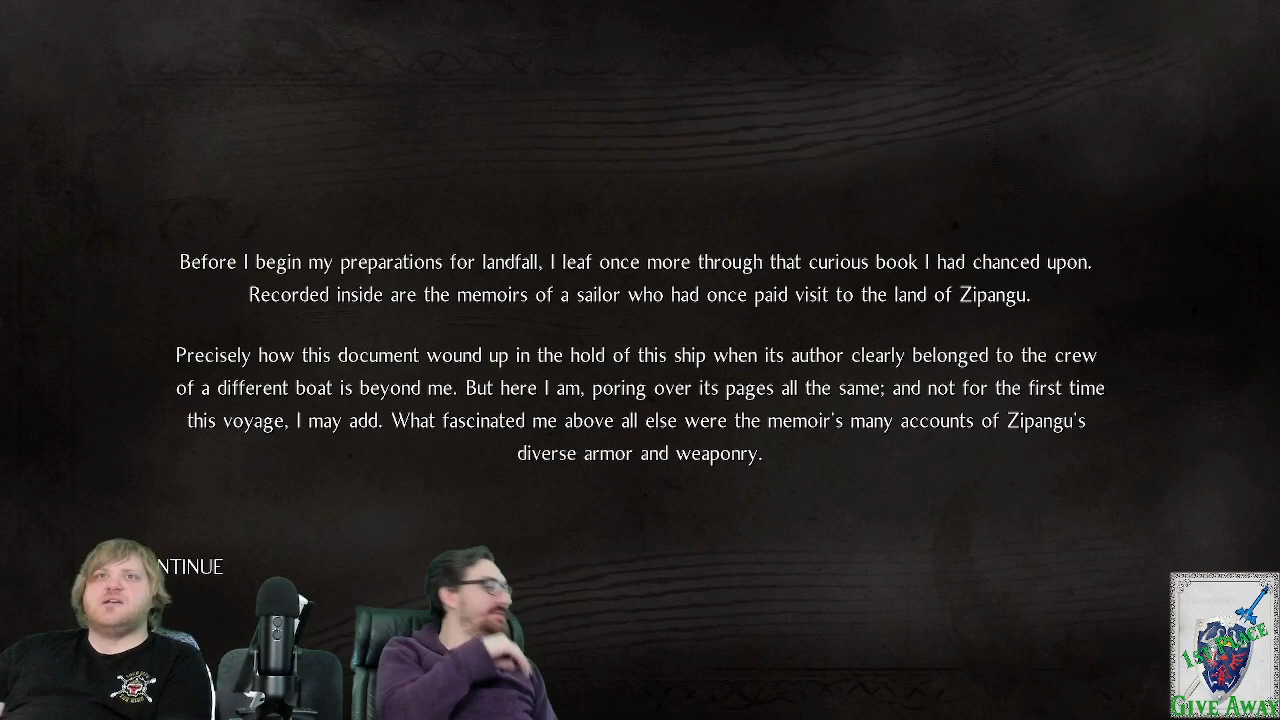 Before I begin my preparations for landfall, I leaf once more through that curious book I had chanced upon.
Recorded inside are the memoirs of a sailor who had once paid visit to the land of Zipangu.
Precisely how this document wound up in the hold of this ship when its author clearly belonged to the crew
of a different boat is beyond me. But here I am, poring over its pages all the same; and not for the first time
this voyage, I may add. What fascinated me above all else were the memoir's many accounts of Zipangu's
diverse armor and weaponry.
NTINUE
1st Place
Give Away